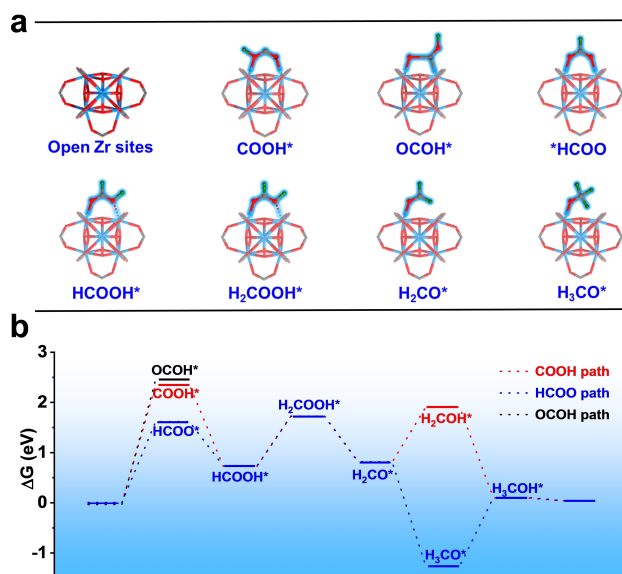 a
Open Zr sites
COOH*
OCOH*
*HCOO
HCOOH*
H₂COOH*
H₂CO*
H₃CO*
b
3
2
1
0
-1
ΔG (eV)
OCOH*
COOH*
HCOO*
HCOOH*
H₂COOH*
H₂CO*
H₂COH*
H₃CO*
H₃COH*
COOH path
HCOO path
OCOH path